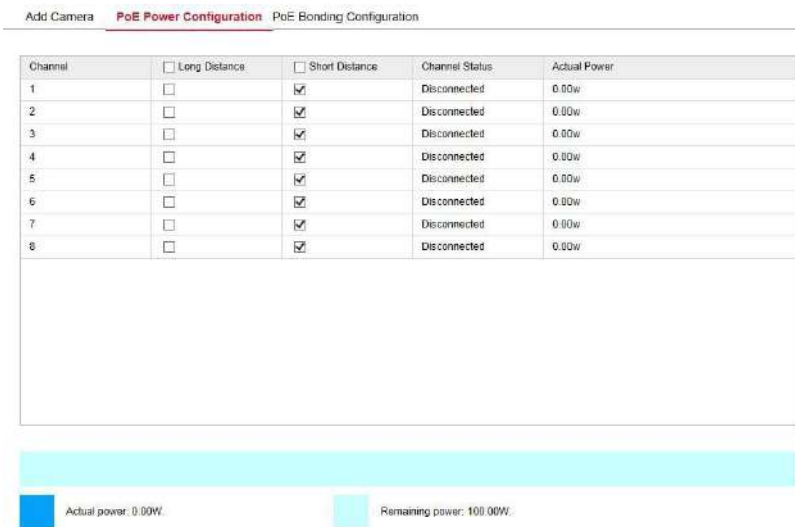 Add Camera PoE Power Configuration PoE Bonding Configuration
Channel Long Distance Short Distance Channel Status Actual Power
1 Disconnected 0.00w
2 Disconnected 0.00w
3 Disconnected 0.00w
4 Disconnected 0.00w
5 Disconnected 0.00w
6 Disconnected 0.00w
7 Disconnected 0.00w
8 Disconnected 0.00w
Actual power: 0.00W. Remaining power: 100.00W.